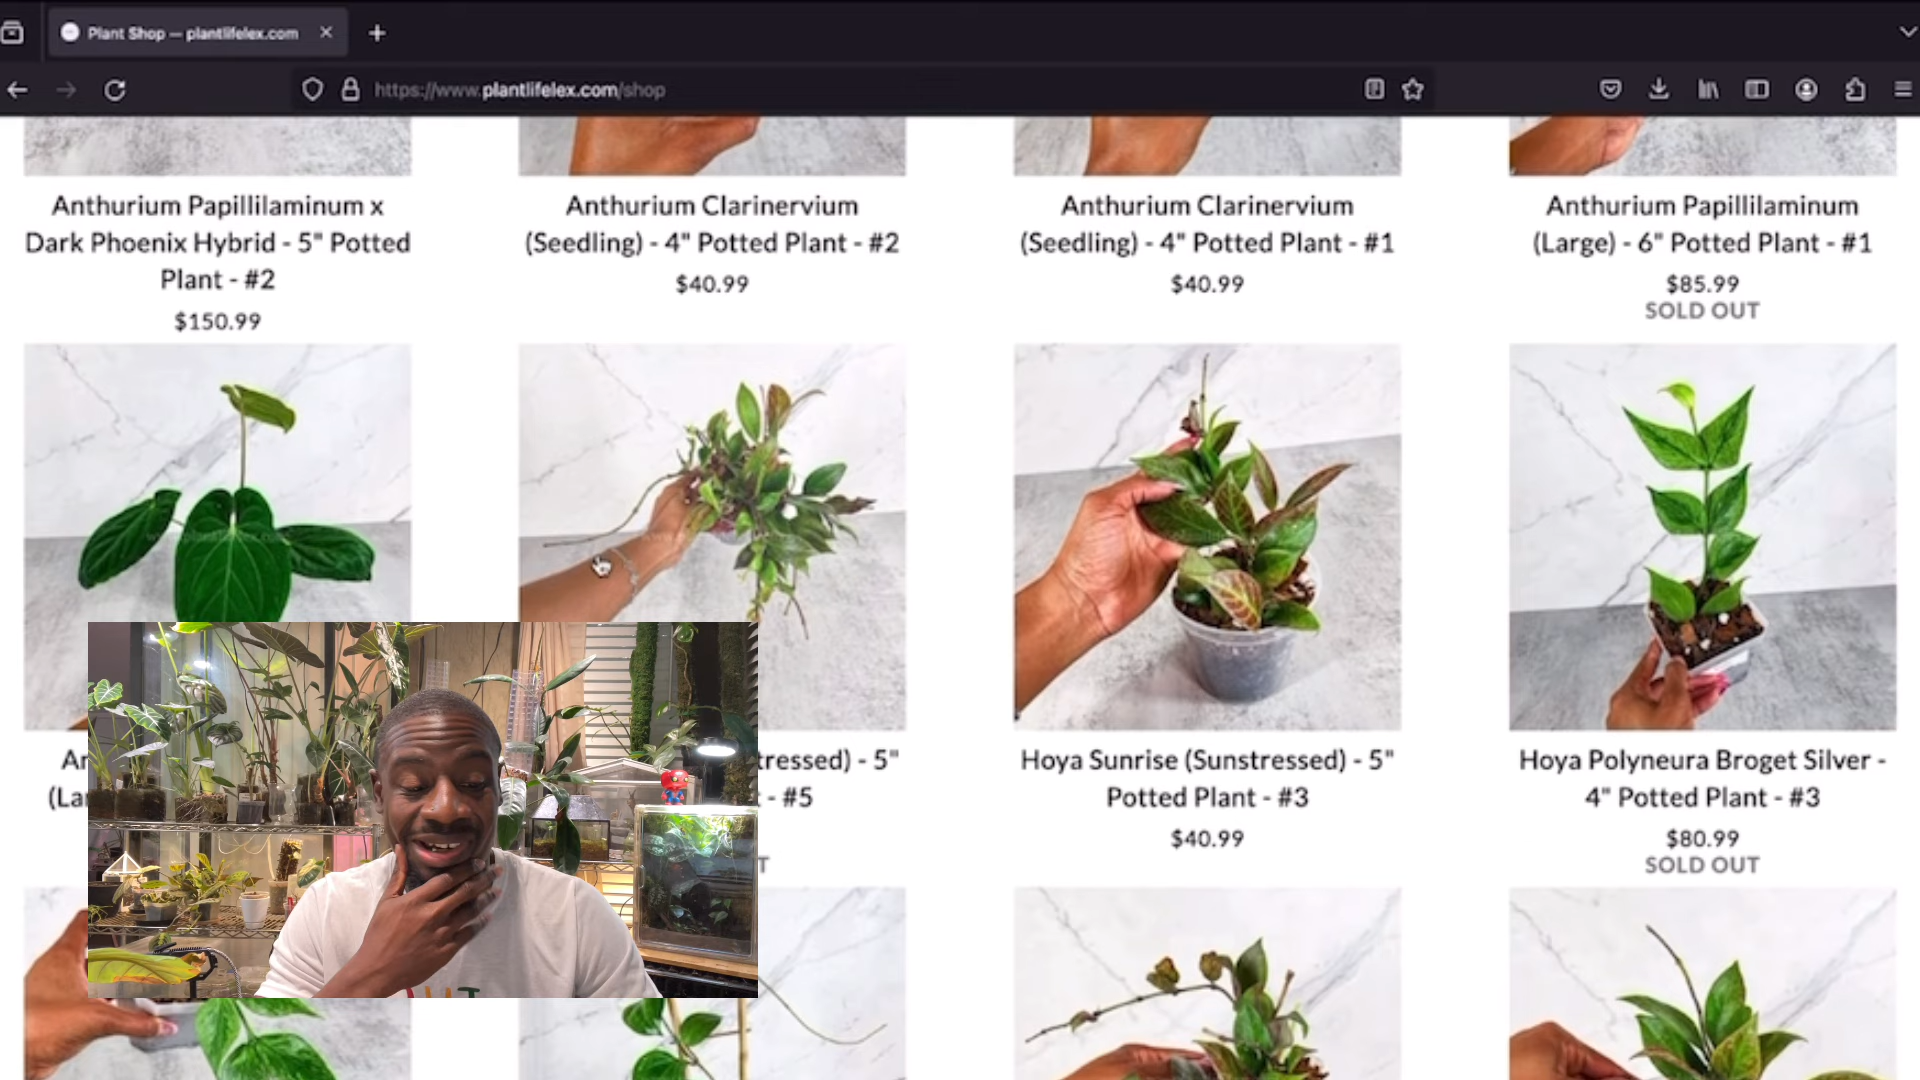 Plant Shop — plantlifelex.com
https://www.plantlifelex.com/shop
Anthurium Papillilaminum x
Dark Phoenix Hybrid - 5" Potted
Plant - #2
$150.99
Anthurium Clarinervium
(Seedling) - 4" Potted Plant - #2
$40.99
Anthurium Clarinervium
(Seedling) - 4" Potted Plant - #1
$40.99
Anthurium Papillilaminum
(Large) - 6" Potted Plant - #1
$85.99
SOLD OUT
An
(Lar
tressed) - 5"
t - #5
T
Hoya Sunrise (Sunstressed) - 5"
Potted Plant - #3
$40.99
Hoya Polyneura Broget Silver -
4" Potted Plant - #3
$80.99
SOLD OUT